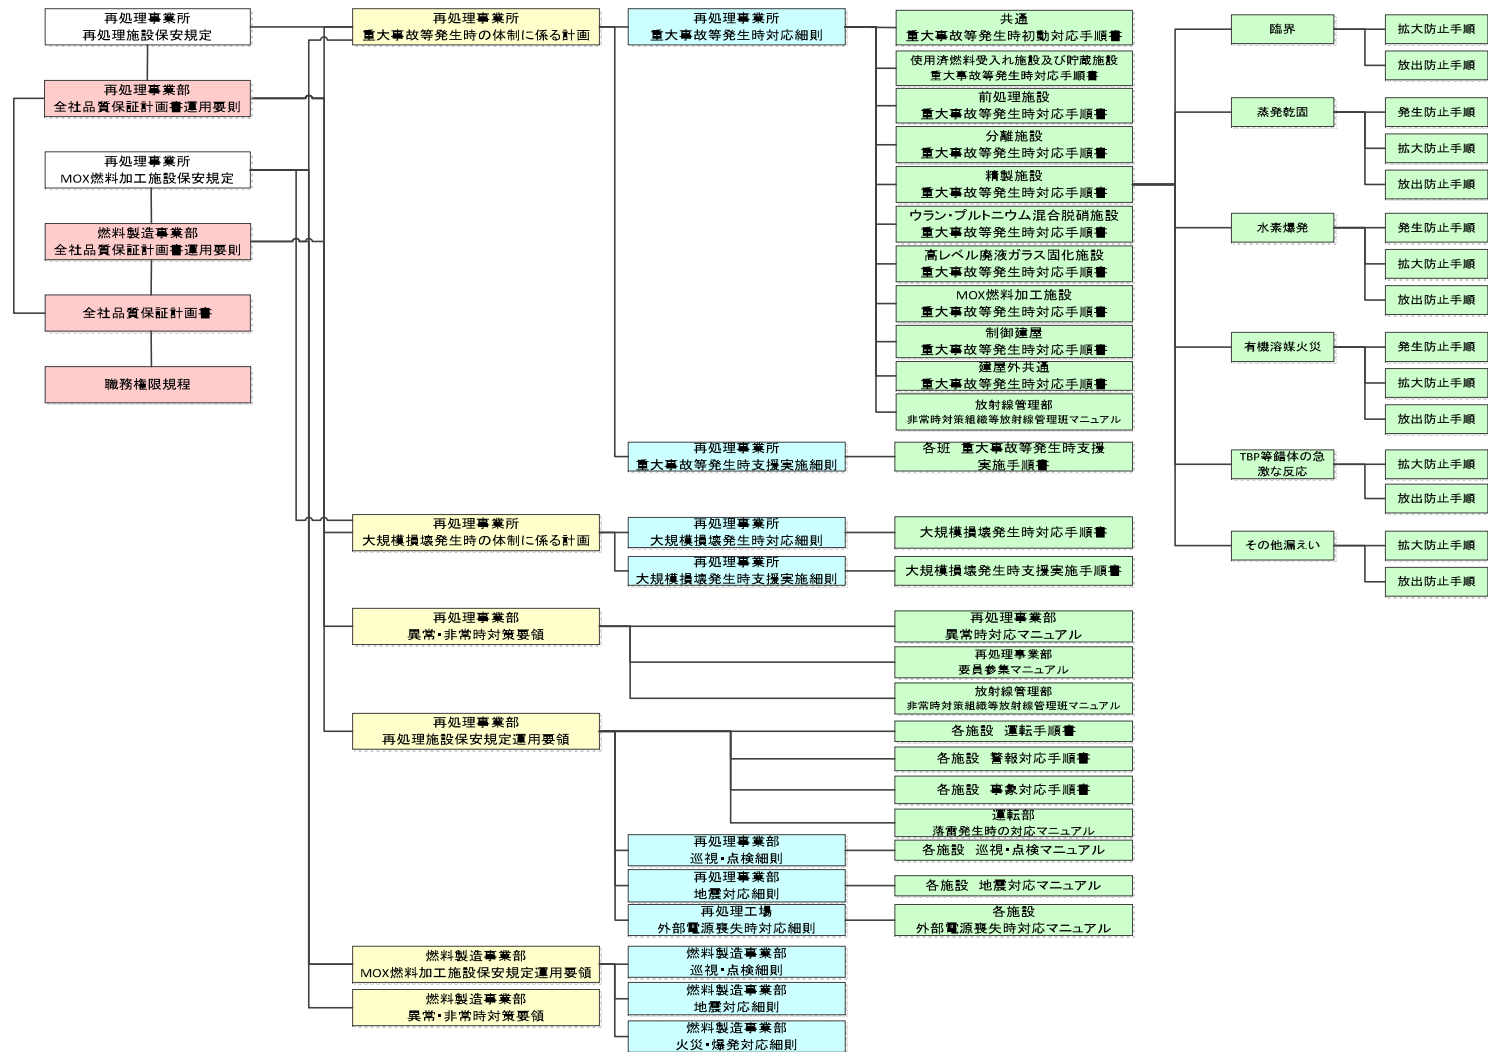 再処理事業所
再処理施設保安規定
再処理事業部
全社品質保証計画書運用要則
再処理事業所
MOX燃料加工施設保安規定
燃料製造事業部
全社品質保証計画書運用要則
全社品質保証計画書
職務権限規程
再処理事業所
重大事故等発生時の体制に係る計画
再処理事業所
大規模損壊発生時の体制に係る計画
再処理事業部
異常・非常時対策要領
再処理事業部
再処理施設保安規定運用要領
燃料製造事業部
MOX燃料加工施設保安規定運用要領
燃料製造事業部
異常・非常時対策要領
再処理事業所
重大事故等発生時対応細則
再処理事業所
重大事故等発生時支援実施細則
再処理事業所
大規模損壊発生時対応細則
再処理事業所
大規模損壊発生時支援実施細則
再処理事業部
巡視・点検細則
再処理事業部
地震対応細則
再処理工場
外部電源喪失時対応細則
燃料製造事業部
巡視・点検細則
燃料製造事業部
地震対応細則
燃料製造事業部
火災・爆発対応細則
共通
重大事故等発生時初動対応手順書
使用済燃料受入れ施設及び貯蔵施設
重大事故等発生時対応手順書
前処理施設
重大事故等発生時対応手順書
分離施設
重大事故等発生時対応手順書
精製施設
重大事故等発生時対応手順書
ウラン・プルトニウム混合脱硝施設
重大事故等発生時対応手順書
高レベル廃液ガラス固化施設
重大事故等発生時対応手順書
MOX燃料加工施設
重大事故等発生時対応手順書
制御建屋
重大事故等発生時対応手順書
建屋外共通
重大事故等発生時対応手順書
放射線管理部
非常時対策組織等放射線管理班マニュアル
各班 重大事故等発生時支援
実施手順書
大規模損壊発生時対応手順書
大規模損壊発生時支援実施手順書
再処理事業部
異常時対応マニュアル
再処理事業部
要員参集マニュアル
放射線管理部
非常時対策組織等放射線管理班マニュアル
各施設 運転手順書
各施設 警報対応手順書
各施設 事象対応手順書
運転部
落雷発生時の対応マニュアル
各施設 巡視・点検マニュアル
各施設 地震対応マニュアル
各施設
外部電源喪失時対応マニュアル
臨界
拡大防止手順
放出防止手順
蒸発乾固
発生防止手順
拡大防止手順
放出防止手順
水素爆発
発生防止手順
拡大防止手順
放出防止手順
有機溶媒火災
発生防止手順
拡大防止手順
放出防止手順
TBP等錯体の急
激な反応
拡大防止手順
放出防止手順
その他漏えい
拡大防止手順
放出防止手順